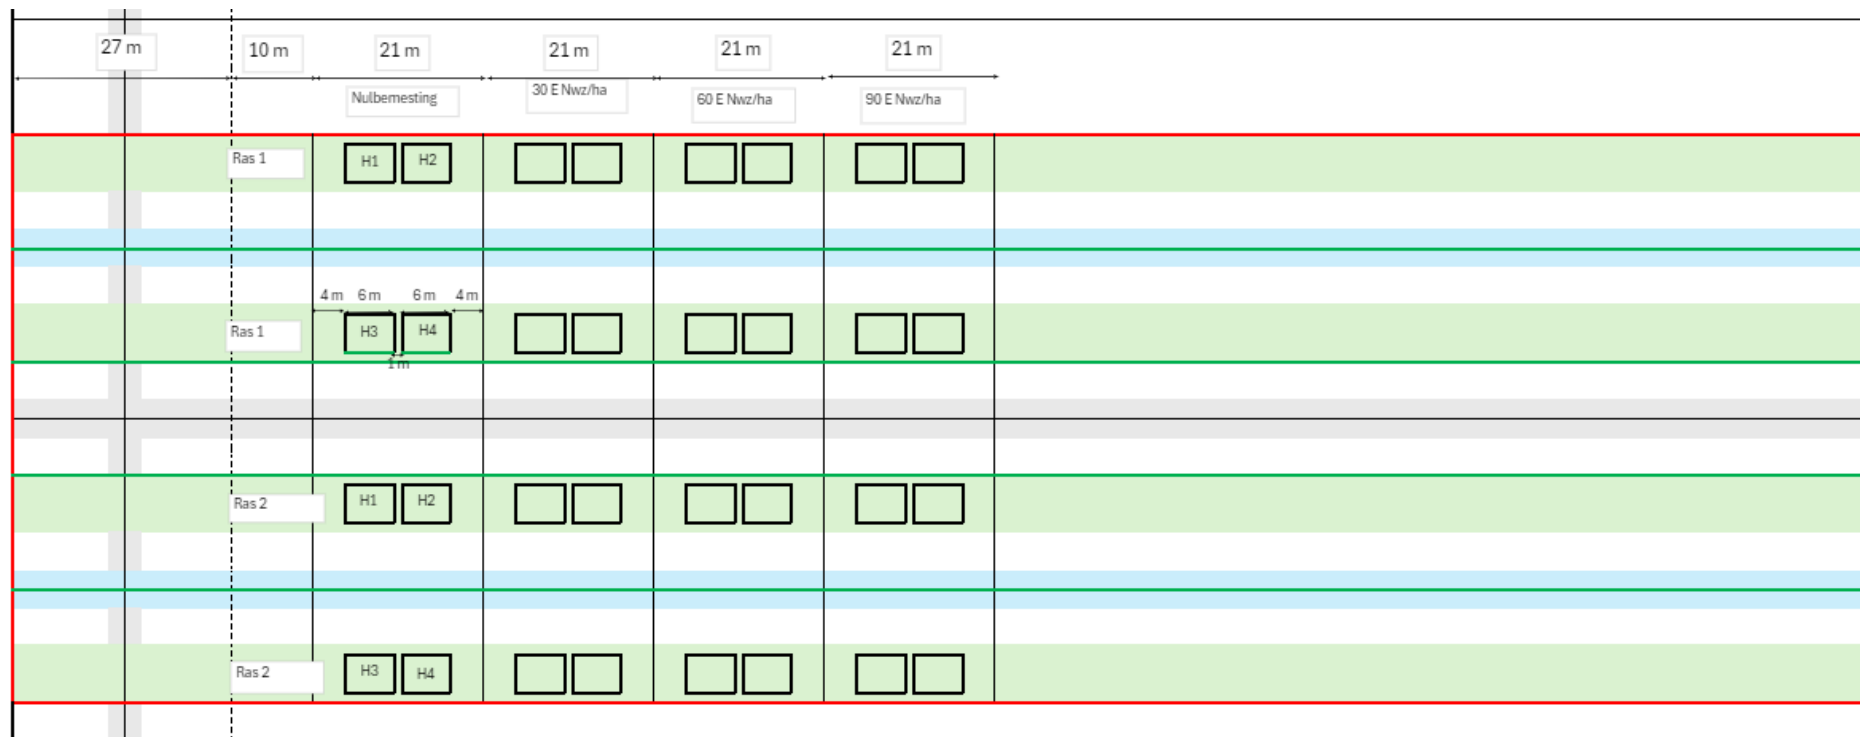 27 m
10 m
21 m
21 m
21 m
21 m
Nulbemesting
30 E Nwz/ha
60 E Nwz/ha
90 E Nwz/ha
Ras 1
H1
H2
4 m
6 m
6 m
4 m
Ras 1
H3
H4
1 m
Ras 2
H1
H2
Ras 2
H3
H4